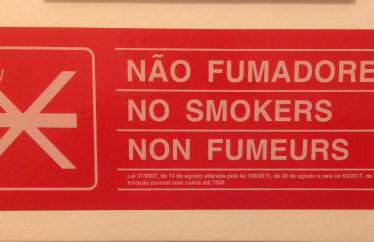 NÃO FUMADORE
NO SMOKERS
NON FUMEURS
Lei 37/2007, de 14 de agosto alterada pela lei 109/2015, de 26 de agosto e pela lei 63/2017, de
Infração punível com coima até 750€